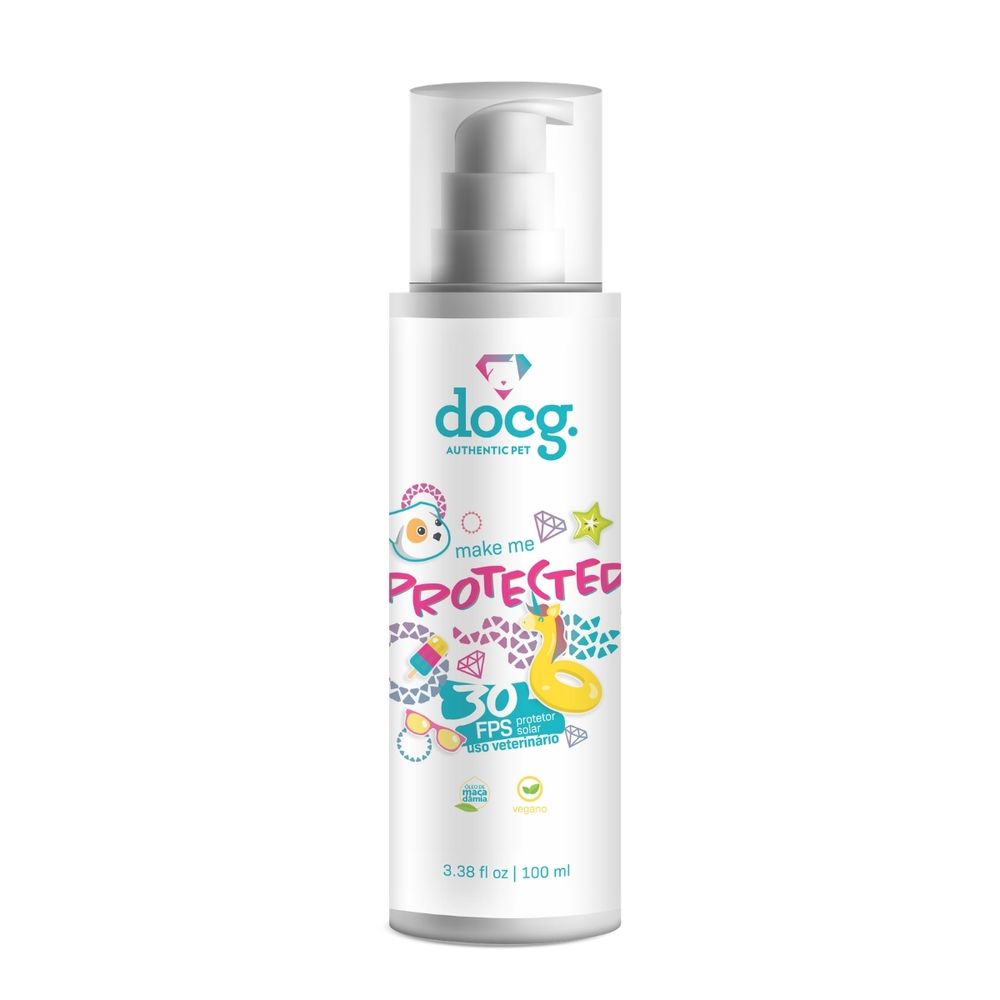 docg.
AUTHENTIC PET
make me
PROTECTED
30
FPS protetor solar
uso veterinário
ÓLEO DE
maca
dâmia
vegano
3.38 fl oz | 100 ml